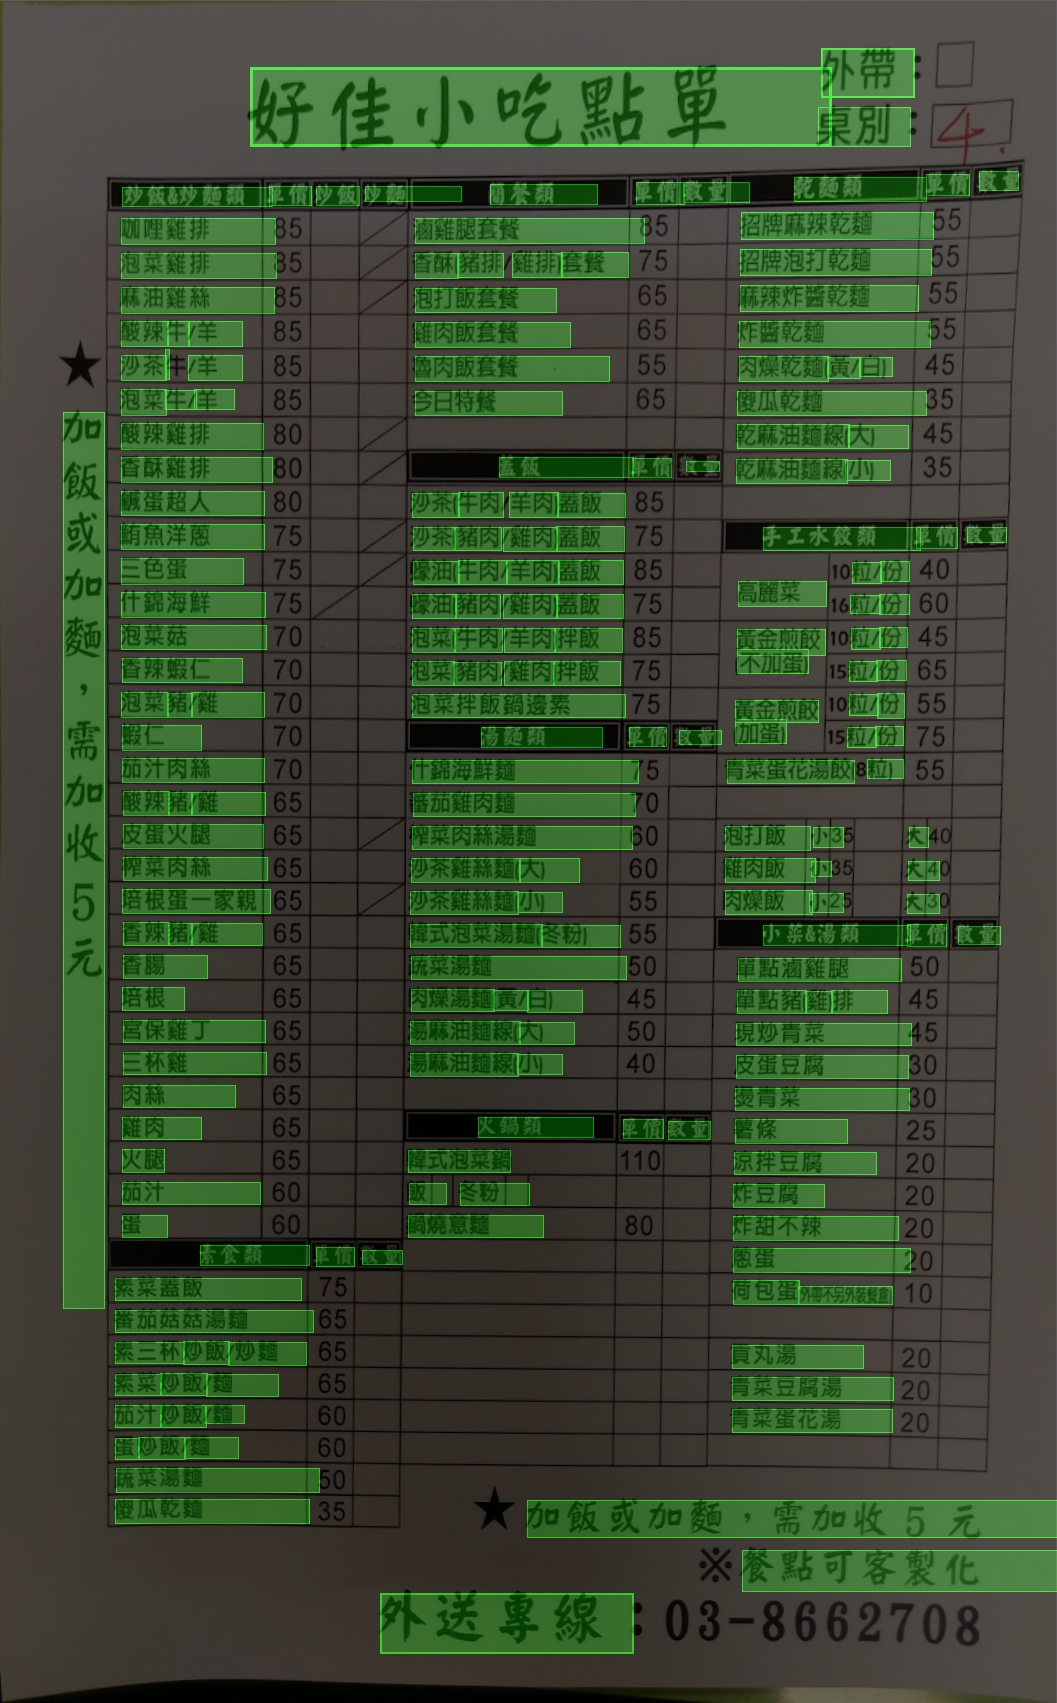 好佳小吃點單
外帶：
桌別：4.
★
加飯或加麵，需加收5元
炒飯&炒麵類 單價 炒飯 炒麵
咖哩雞排 85
泡菜雞排 85
麻油雞絲 85
酸辣牛/羊 85
沙茶牛/羊 85
泡菜牛/羊 85
酸辣雞排 80
香酥雞排 80
鹹蛋超人 80
鮪魚洋蔥 75
三色蛋 75
什錦海鮮 75
泡菜菇 70
香辣蝦仁 70
泡菜豬/雞 70
蝦仁 70
茄汁肉絲 70
酸辣豬/雞 65
皮蛋火腿 65
榨菜肉絲 65
培根蛋一家親 65
香辣豬/雞 65
香腸 65
培根 65
宮保雞丁 65
三杯雞 65
肉絲 65
雞肉 65
火腿 65
茄汁 60
蛋 60
素食類 單價 數量
素菜蓋飯 75
番茄菇菇湯麵 65
素三杯炒飯/炒麵 65
素菜炒飯/麵 65
茄汁炒飯/麵 60
蛋炒飯/麵 60
蔬菜湯麵 50
傻瓜乾麵 35
簡餐類 單價 數量
滷雞腿套餐 85
香酥(豬排/雞排)套餐 75
泡打飯套餐 65
雞肉飯套餐 65
魯肉飯套餐 55
今日特餐 65
蓋飯 單價 數量
沙茶(牛肉/羊肉)蓋飯 85
沙茶(豬肉/雞肉)蓋飯 75
蠔油(牛肉/羊肉)蓋飯 85
蠔油(豬肉/雞肉)蓋飯 75
泡菜(牛肉/羊肉)拌飯 85
泡菜(豬肉/雞肉)拌飯 75
泡菜拌飯鍋邊素 75
湯麵類 單價 數量
什錦海鮮麵 75
番茄雞肉麵 70
榨菜肉絲湯麵 60
沙茶雞絲麵(大) 60
沙茶雞絲麵(小) 55
韓式泡菜湯麵(冬粉) 55
蔬菜湯麵 50
肉燥湯麵(黃/白) 45
湯麻油麵線(大) 50
湯麻油麵線(小) 40
火鍋類 單價 數量
韓式泡菜鍋 110
飯 冬粉
鍋燒意麵 80
乾麵類 單價 數量
招牌麻辣乾麵 55
招牌泡打乾麵 55
麻辣炸醬乾麵 55
炸醬乾麵 55
肉燥乾麵(黃/白) 45
傻瓜乾麵 35
乾麻油麵線(大) 45
乾麻油麵線(小) 35
手工水餃類 單價 數量
高麗菜 10粒/份 40
16粒/份 60
黃金煎餃(不加蛋) 10粒/份 45
15粒/份 65
黃金煎餃(加蛋) 10粒/份 55
15粒/份 75
青菜蛋花湯餃(8粒) 55
泡打飯 小35 大40
雞肉飯 小35 大40
肉燥飯 小25 大30
小菜&湯類 單價 數量
單點滷雞腿 50
單點豬(雞)排 45
現炒青菜 45
皮蛋豆腐 30
燙青菜 30
薯條 25
涼拌豆腐 20
炸豆腐 20
炸甜不辣 20
蔥蛋 20
荷包蛋(外帶不另外裝餐盒) 10
貢丸湯 20
青菜豆腐湯 20
青菜蛋花湯 20
★加飯或加麵，需加收5元
※餐點可客製化
外送專線：03-8662708